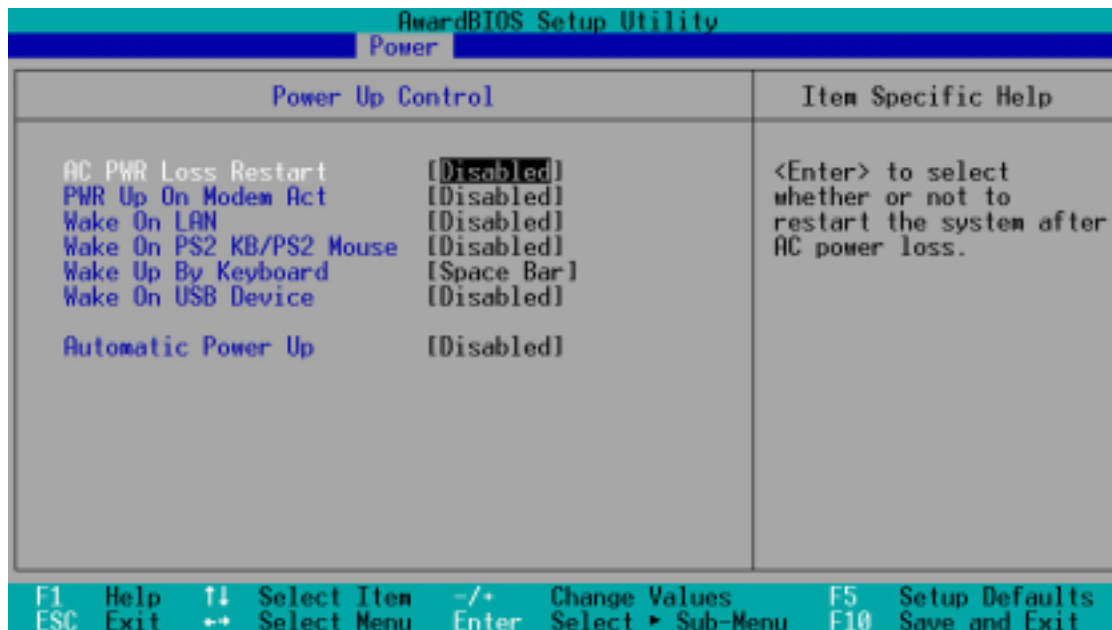 AwardBIOS Setup Utility
Power
Power Up Control
Item Specific Help
AC PWR Loss Restart [Disabled]
PWR Up On Modem Act [Disabled]
Wake On LAN [Disabled]
Wake On PS2 KB/PS2 Mouse [Disabled]
Wake Up By Keyboard [Space Bar]
Wake On USB Device [Disabled]
Automatic Power Up [Disabled]
<Enter> to select
whether or not to
restart the system after
AC power loss.
F1 Help ↑↓ Select Item -/+ Change Values F5 Setup Defaults
ESC Exit ←→ Select Menu Enter Select ► Sub-Menu F10 Save and Exit